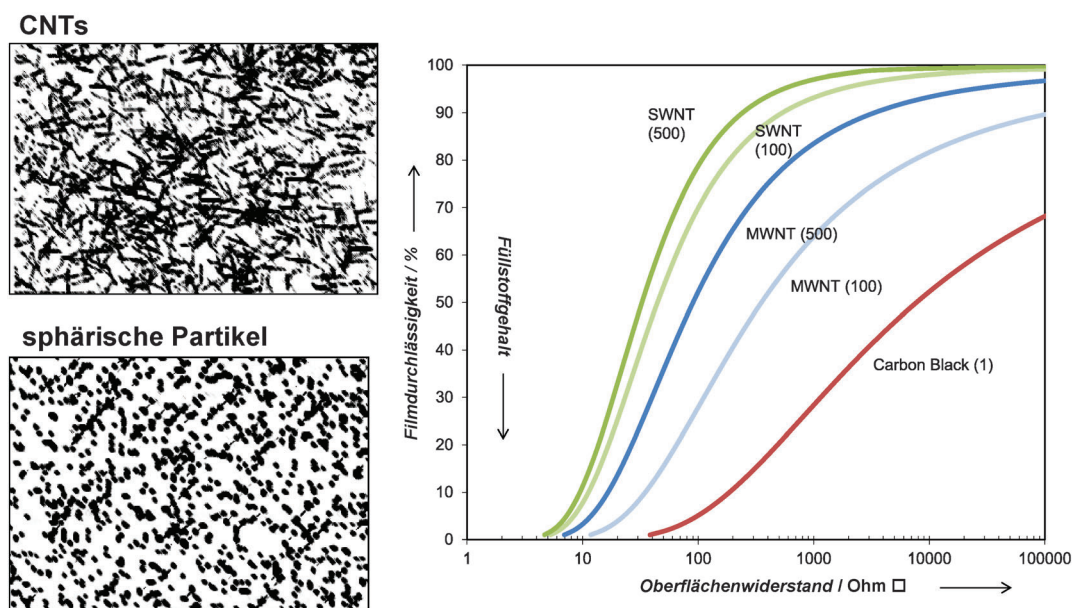 CNTs
sphärische Partikel
Filmdurchlässigkeit / %
Füllstoffgehalt
100
90
80
70
60
50
40
30
20
10
0
SWNT
(500)
SWNT
(100)
MWNT (500)
MWNT (100)
Carbon Black (1)
1
10
100
1000
10000
100000
Oberflächenwiderstand / Ohm □